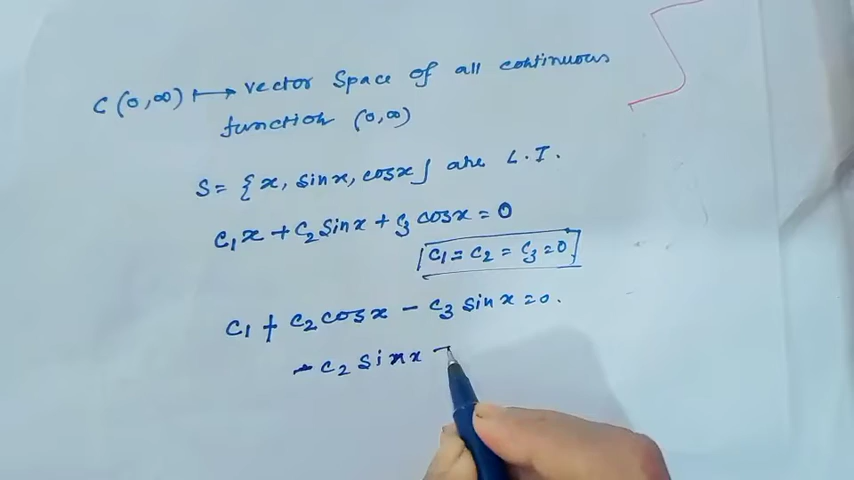 C (0,∞) ↦ vector Space of all continuous
function (0,∞)
S = {x, sinx, cosx} are L.I.
c₁x + c₂ sinx + c₃ cosx = 0
c₁ = c₂ = c₃ = 0
c₁ + c₂ cosx − c₃ sinx = 0.
− c₂ sinx −